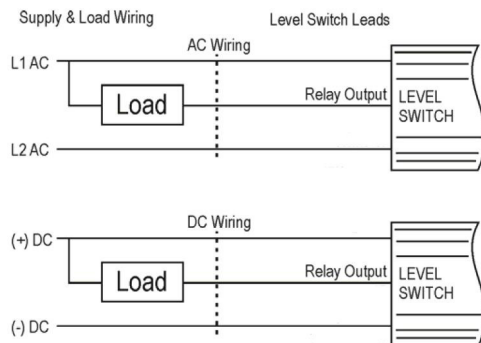 Supply & Load Wiring
Level Switch Leads
AC Wiring
L1 AC
Load
Relay Output
LEVEL
SWITCH
L2 AC
DC Wiring
(+) DC
Load
Relay Output
LEVEL
SWITCH
(-) DC